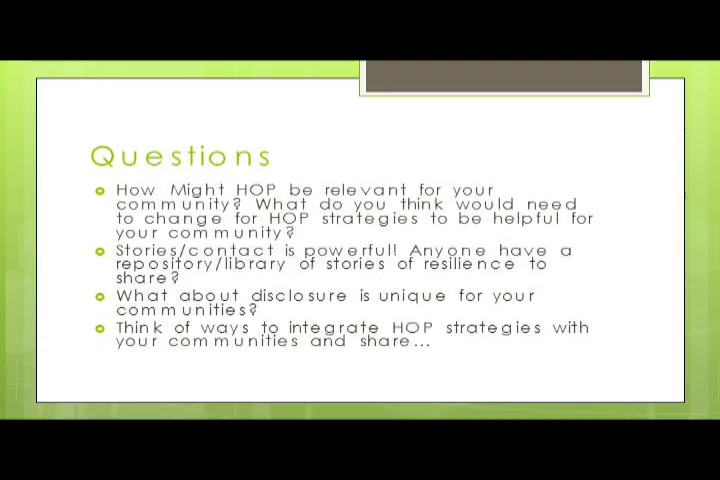 Questions
How Might HOP be relevant for your
community? What do you think would need
to change for HOP strategies to be helpful for
your community?
Stories/contact is powerful! Anyone have a
repository/library of stories of resilience to
share?
What about disclosure is unique for your
communities?
Think of ways to integrate HOP strategies with
your communities and share...